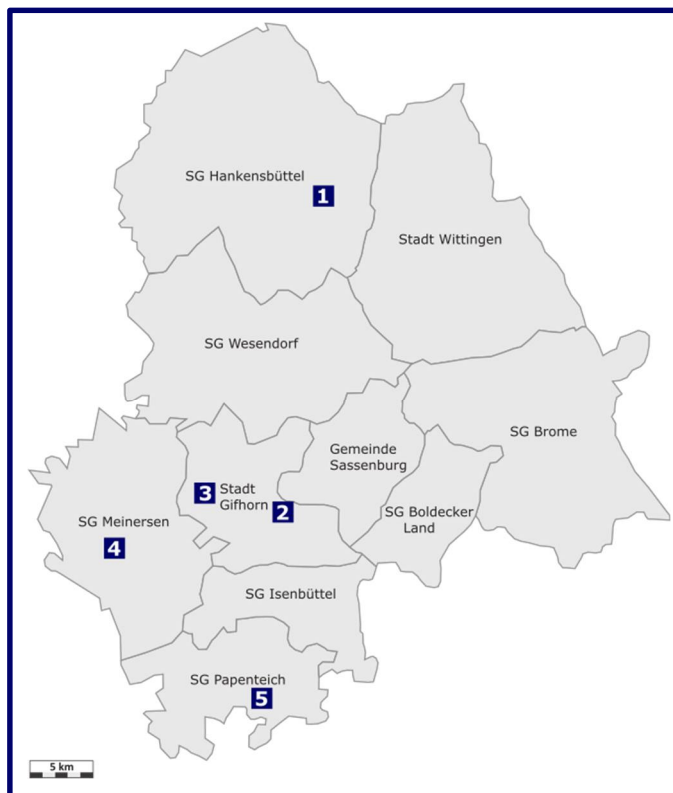 SG Hankensbüttel
1
Stadt Wittingen
SG Wesendorf
SG Brome
Gemeinde
Sassenburg
3
Stadt
Gifhorn
2
SG Boldecker
Land
SG Meinersen
4
SG Isenbüttel
SG Papenteich
5
5 km